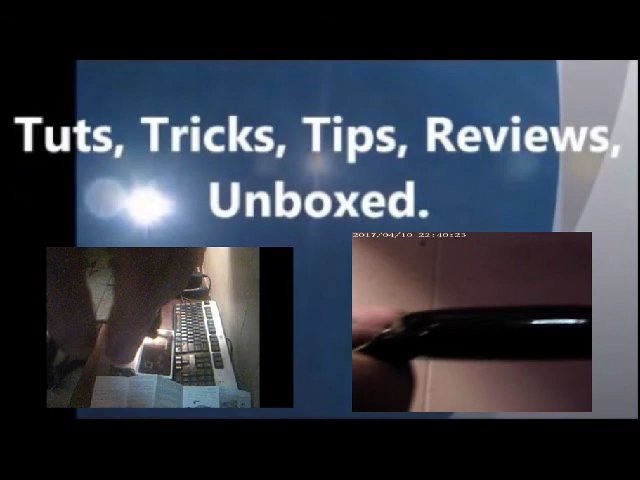 Tuts, Tricks, Tips, Reviews,
Unboxed.
2017/04/10 22:40:23